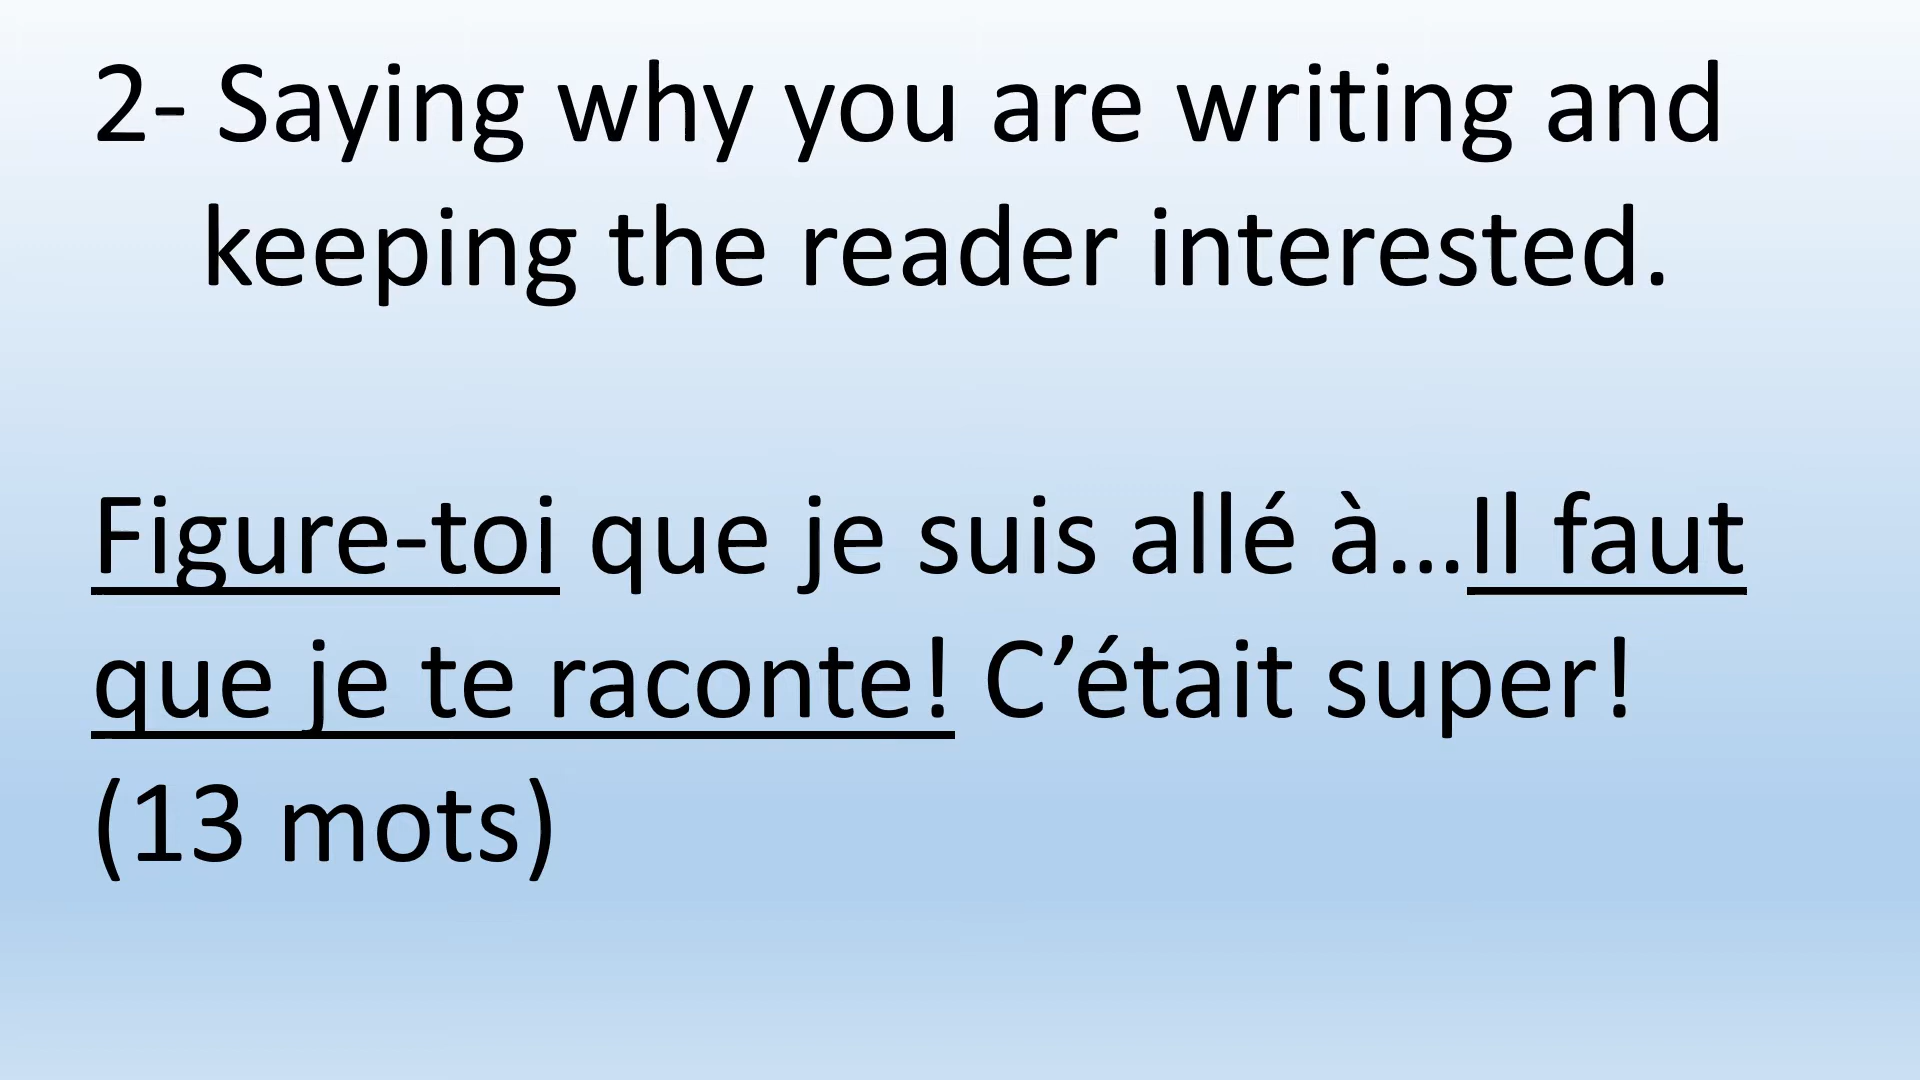 2- Saying why you are writing and
keeping the reader interested.
Figure-toi que je suis allé à...Il faut
que je te raconte! C’était super!
(13 mots)